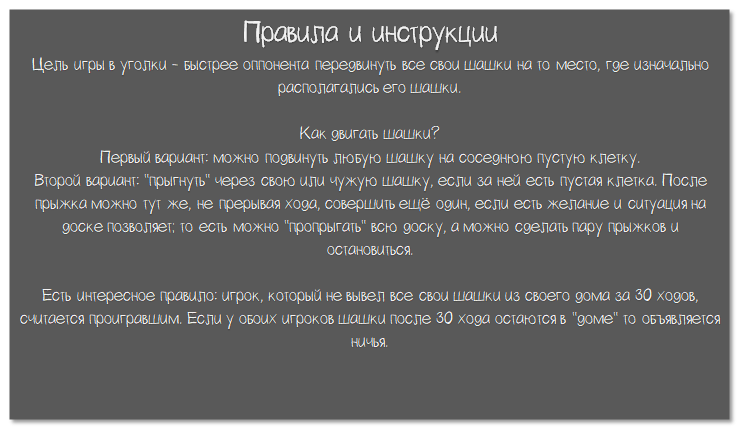 Правила и инструкции
Цель игры в уголки - быстрее оппонента передвинуть все свои шашки на то место, где изначально
располагались его шашки.
Как двигать шашки?
Первый вариант: можно подвинуть любую шашку на соседнюю пустую клетку.
Второй вариант: "прыгнуть" через свою или чужую шашку, если за ней есть пустая клетка. После
прыжка можно тут же, не прерывая хода, совершить ещё один, если есть желание и ситуация на
доске позволяет; то есть можно "пропрыгать" всю доску, а можно сделать пару прыжков и
остановиться.
Есть интересное правило: игрок, который не вывел все свои шашки из своего дома за 30 ходов,
считается проигравшим. Если у обоих игроков шашки после 30 хода остаются в "доме" то объявляется
ничья.